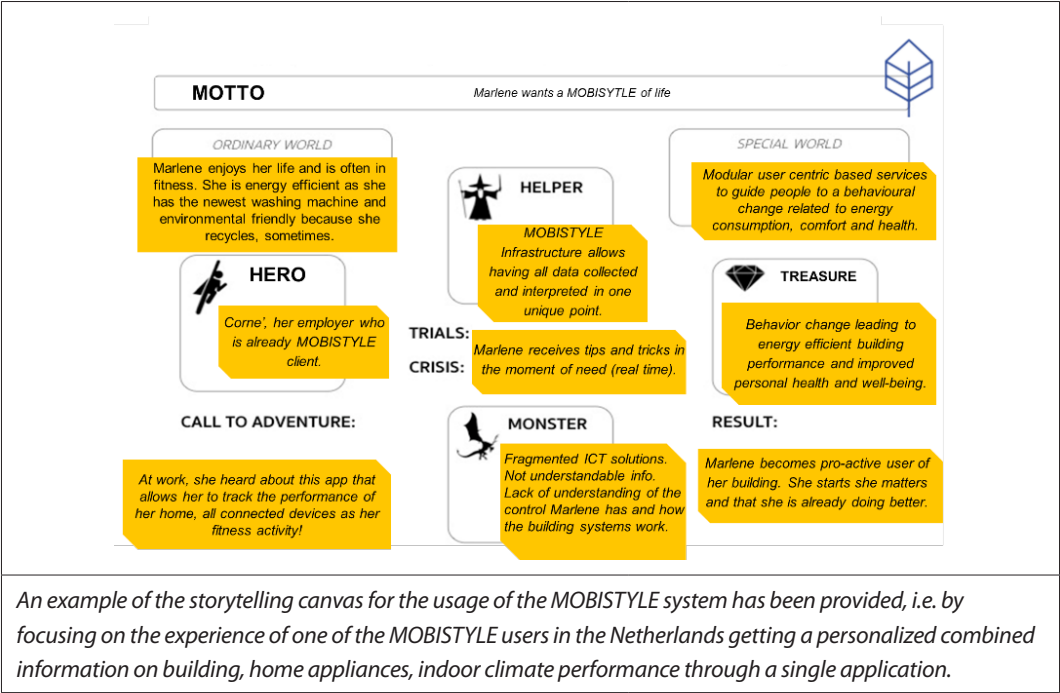 MOTTO
Marlene wants a MOBISYTLE of life
ORDINARY WORLD
Marlene enjoys her life and is often in
fitness. She is energy efficient as she
has the newest washing machine and
environmental friendly because she
recycles, sometimes.
HERO
Corne’, her employer who
is already MOBISTYLE
client.
CALL TO ADVENTURE:
At work, she heard about this app that
allows her to track the performance of
her home, all connected devices as her
fitness activity!
HELPER
MOBISTYLE
Infrastructure allows
having all data collected
and interpreted in one
unique point.
TRIALS:
CRISIS:
Marlene receives tips and tricks in
the moment of need (real time).
MONSTER
Fragmented ICT solutions.
Not understandable info.
Lack of understanding of the
control Marlene has and how
the building systems work.
SPECIAL WORLD
Modular user centric based services
to guide people to a behavioural
change related to energy
consumption, comfort and health.
TREASURE
Behavior change leading to
energy efficient building
performance and improved
personal health and well-being.
RESULT:
Marlene becomes pro-active user of
her building. She starts she matters
and that she is already doing better.
An example of the storytelling canvas for the usage of the MOBISTYLE system has been provided, i.e. by
focusing on the experience of one of the MOBISTYLE users in the Netherlands getting a personalized combined
information on building, home appliances, indoor climate performance through a single application.